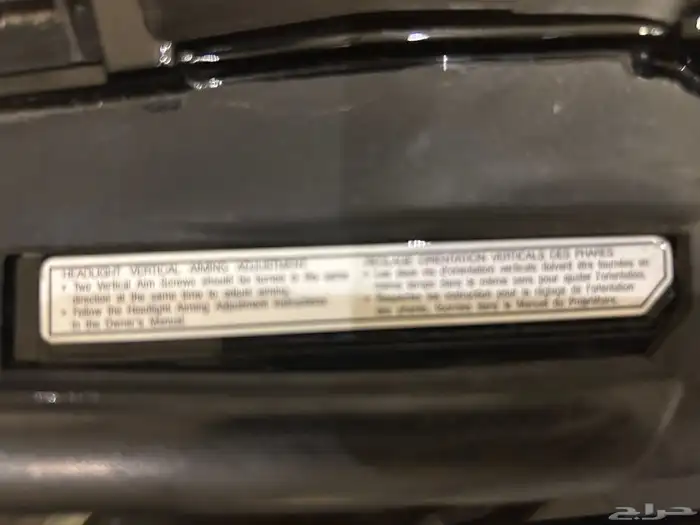 HEADLIGHT VERTICAL AIMING ADJUSTMENT
• Two Vertical Aim Screws should be turned in the same
direction at the same time to adjust aiming.
• Follow the Headlight Aiming Adjustment Instructions
in the Owner's Manual.
REGLAGE D'ORIENTATION VERTICALE DES PHARES
• Les deux vis d'orientation verticale doivent être tournées en
même temps dans le même sens pour ajuster l'orientation.
• Respectez les instruction pour le réglage de l'orientation
des phares dans le Manuel du Propriétaire.
حراج